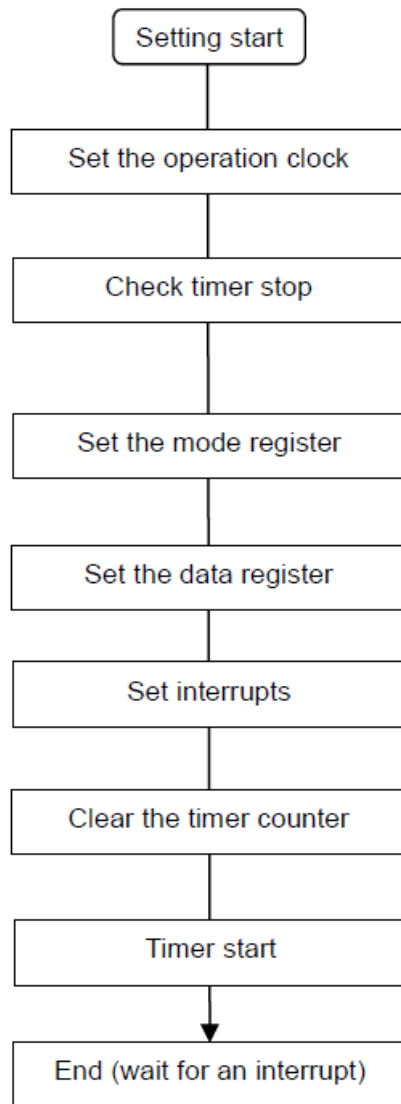 Setting start
Set the operation clock
Check timer stop
Set the mode register
Set the data register
Set interrupts
Clear the timer counter
Timer start
End (wait for an interrupt)